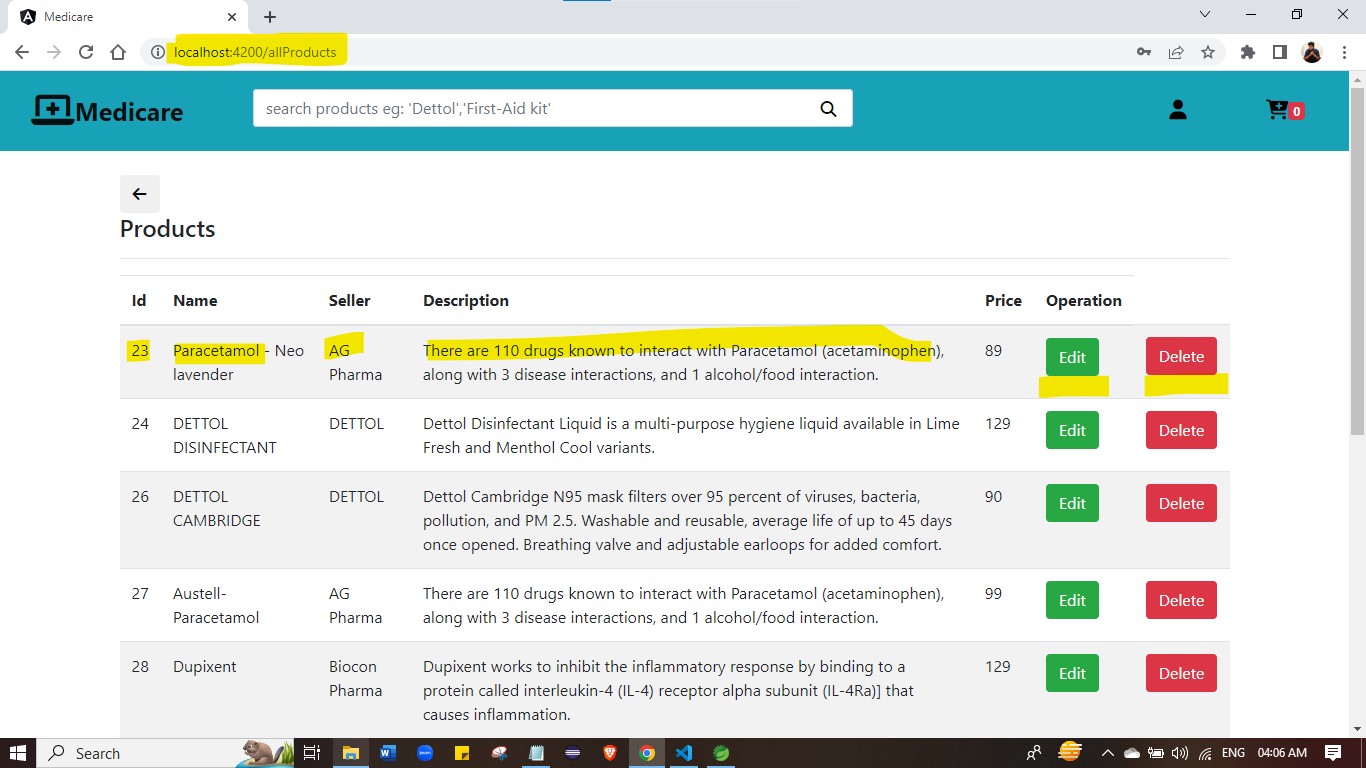 Medicare
localhost:4200/allProducts
Medicare
search products eg: 'Dettol','First-Aid kit'
0
Products
Id Name Seller Description Price Operation
23 Paracetamol - Neo AG There are 110 drugs known to interact with Paracetamol (acetaminophen), 89 Edit Delete
lavender Pharma along with 3 disease interactions, and 1 alcohol/food interaction.
24 DETTOL DETTOL Dettol Disinfectant Liquid is a multi-purpose hygiene liquid available in Lime 129 Edit Delete
DISINFECTANT Fresh and Menthol Cool variants.
26 DETTOL DETTOL Dettol Cambridge N95 mask filters over 95 percent of viruses, bacteria, 90 Edit Delete
CAMBRIDGE pollution, and PM 2.5. Washable and reusable, average life of up to 45 days
once opened. Breathing valve and adjustable earloops for added comfort.
27 Austell- AG There are 110 drugs known to interact with Paracetamol (acetaminophen), 99 Edit Delete
Paracetamol Pharma along with 3 disease interactions, and 1 alcohol/food interaction.
28 Dupixent Biocon Dupixent works to inhibit the inflammatory response by binding to a 129 Edit Delete
Pharma protein called interleukin-4 (IL-4) receptor alpha subunit (IL-4Ra)] that
causes inflammation.
Search ENG 04:06 AM